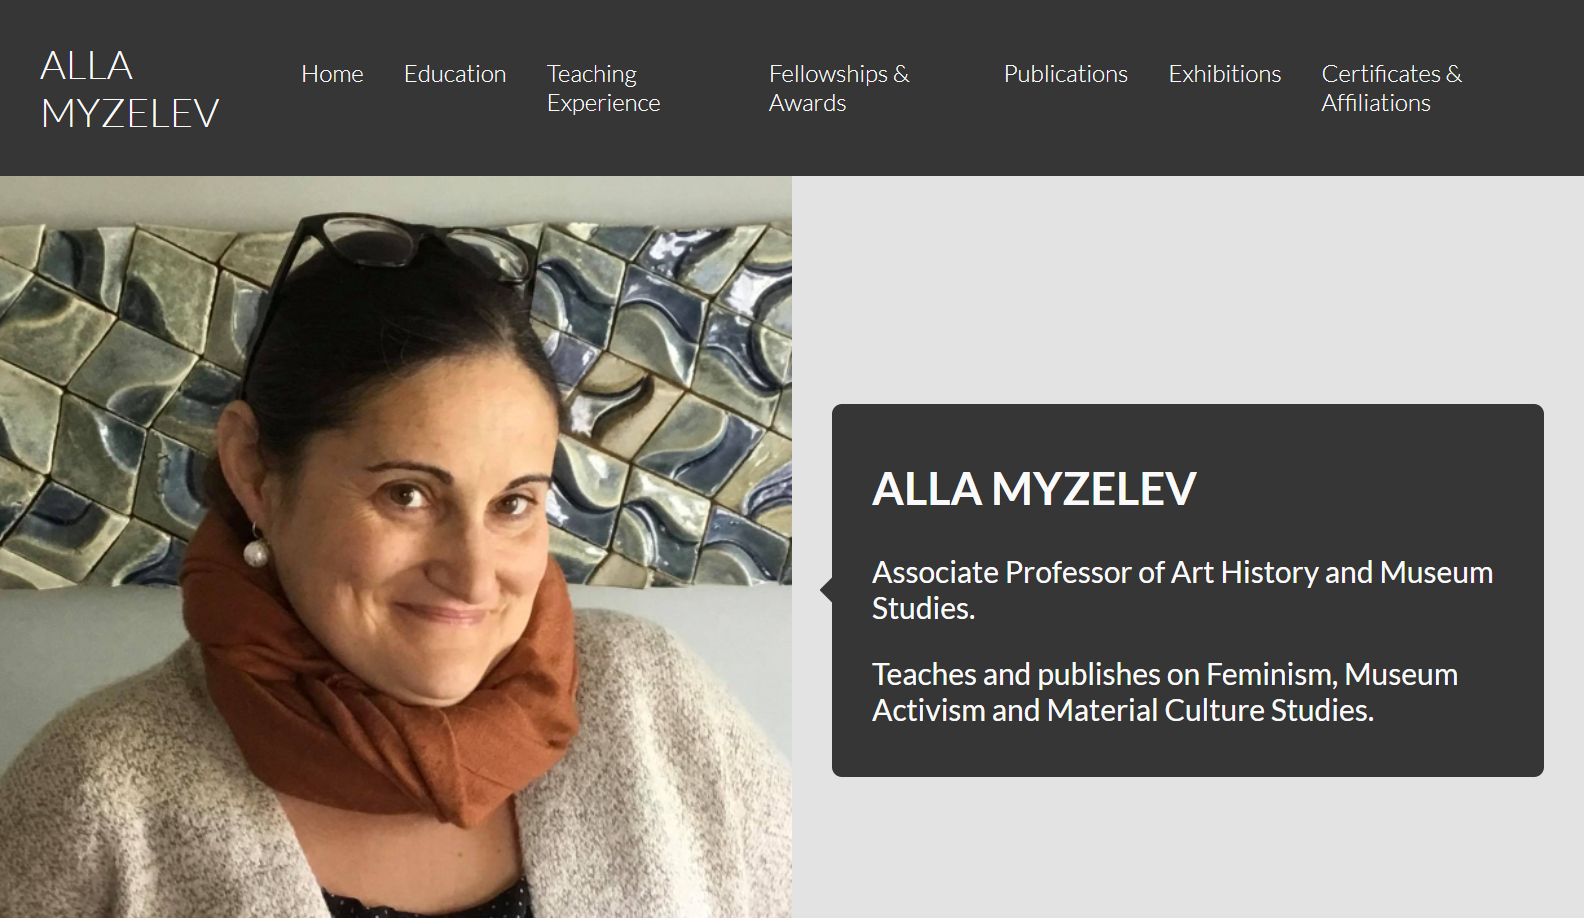 ALLA
MYZELEV
Home
Education
Teaching
Experience
Fellowships &
Awards
Publications
Exhibitions
Certificates &
Affiliations
ALLA MYZELEV
Associate Professor of Art History and Museum
Studies.
Teaches and publishes on Feminism, Museum
Activism and Material Culture Studies.